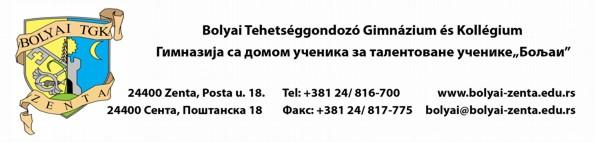 BOLYAI TGK
ZENTA
Bolyai Tehetséggondozó Gimnázium és Kollégium
Гимназија са домом ученика за талентоване ученике„Бољаи”
24400 Zenta, Posta u. 18. Tel: +381 24/ 816-700 www.bolyai-zenta.edu.rs
24400 Сента, Поштанска 18 Факс: +381 24/ 817-775 bolyai@bolyai-zenta.edu.rs